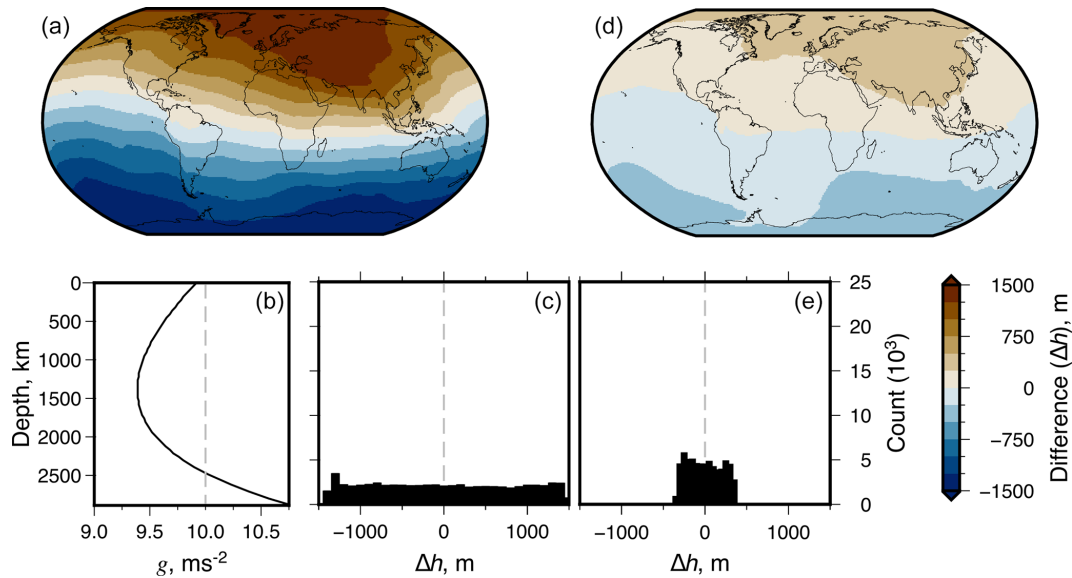 (a)
(d)
0
500
1000
1500
2000
2500
Depth, km
(b)
9.0
9.5
10.0
10.5
g, ms⁻²
(c)
−1000
0
1000
Δh, m
(e)
−1000
0
1000
Δh, m
25
20
15
10
5
0
Count (10³)
1500
750
0
−750
−1500
Difference (Δh), m